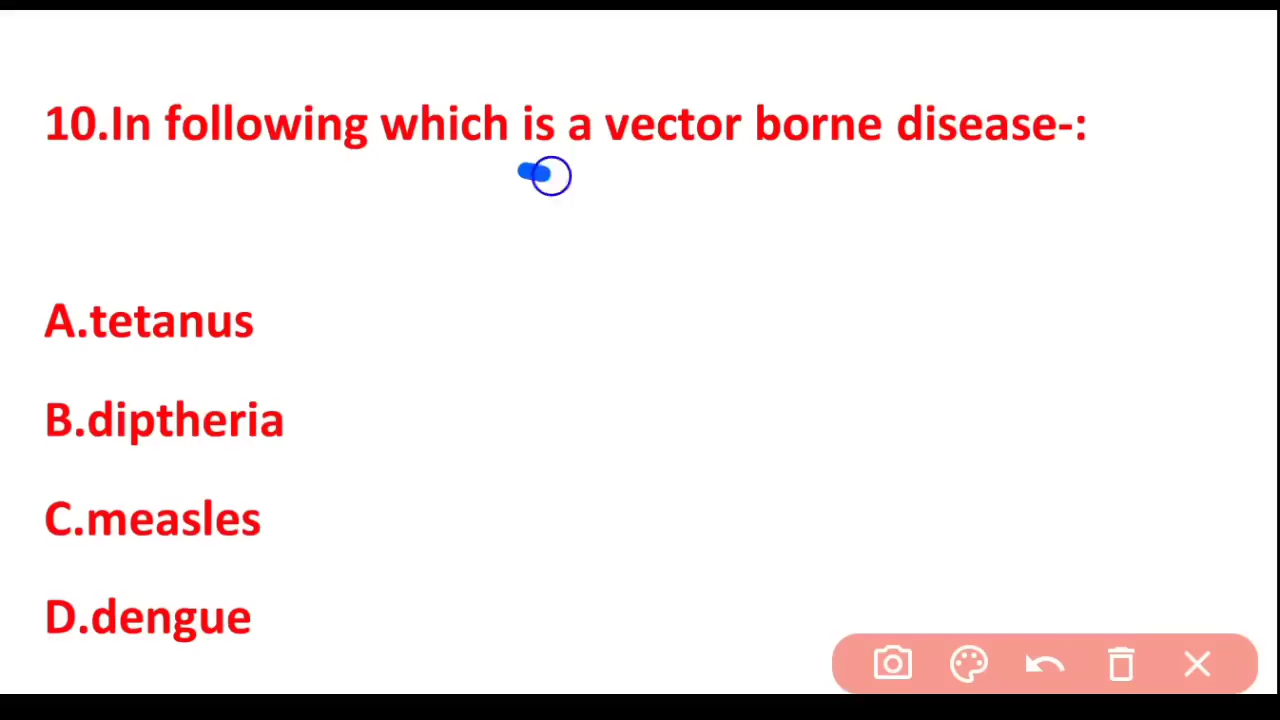 10.In following which is a vector borne disease-:
A.tetanus
B.diptheria
C.measles
D.dengue